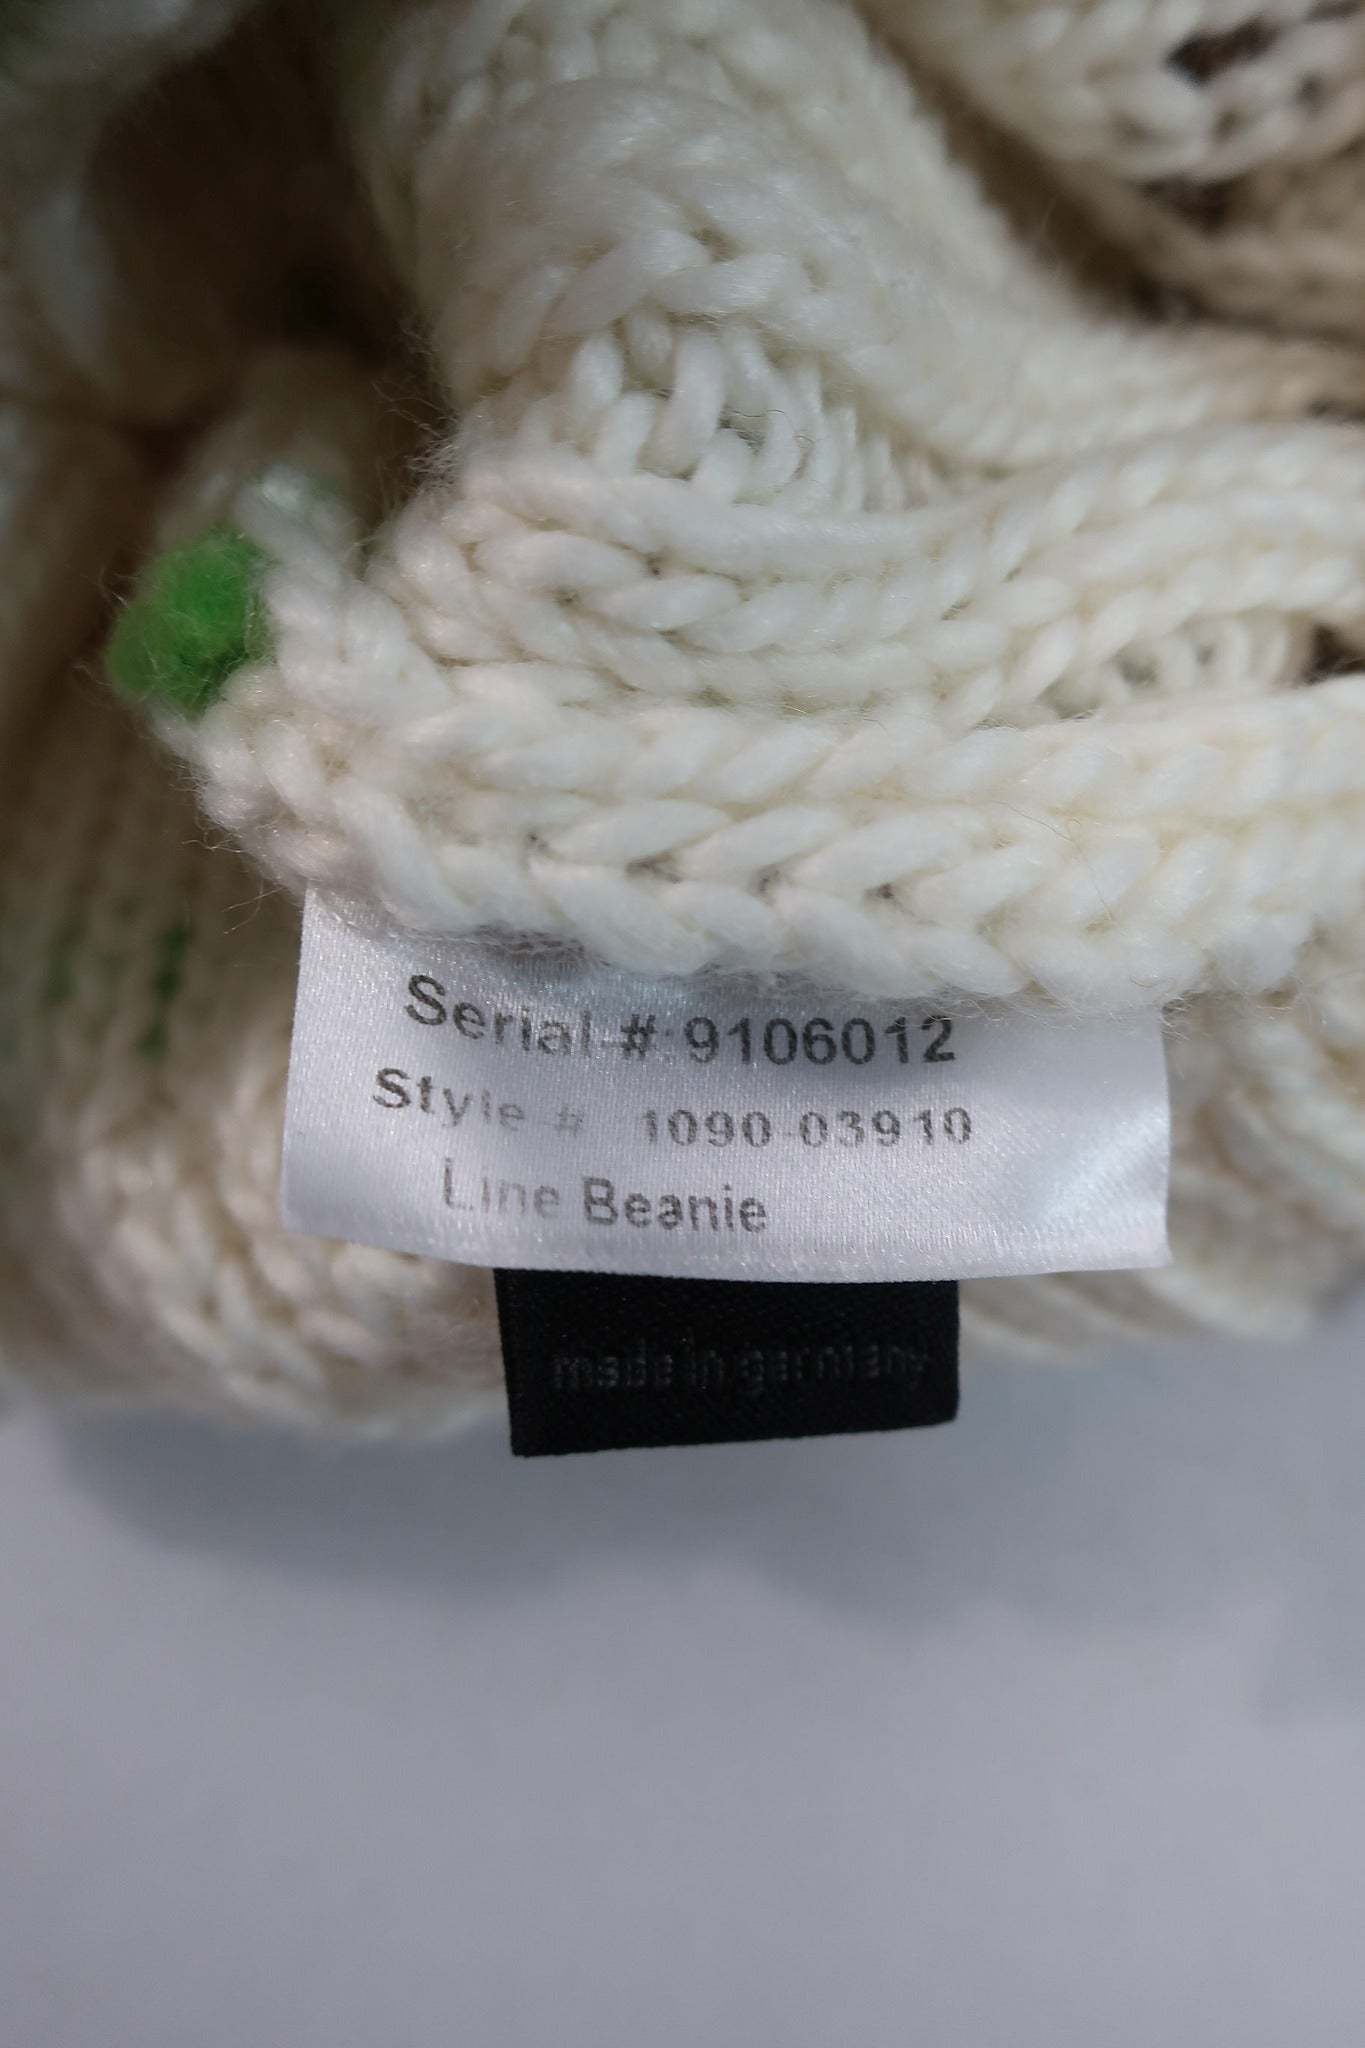 Serial #:9106012
Style # 1090-03910
Line Beanie
made in germany